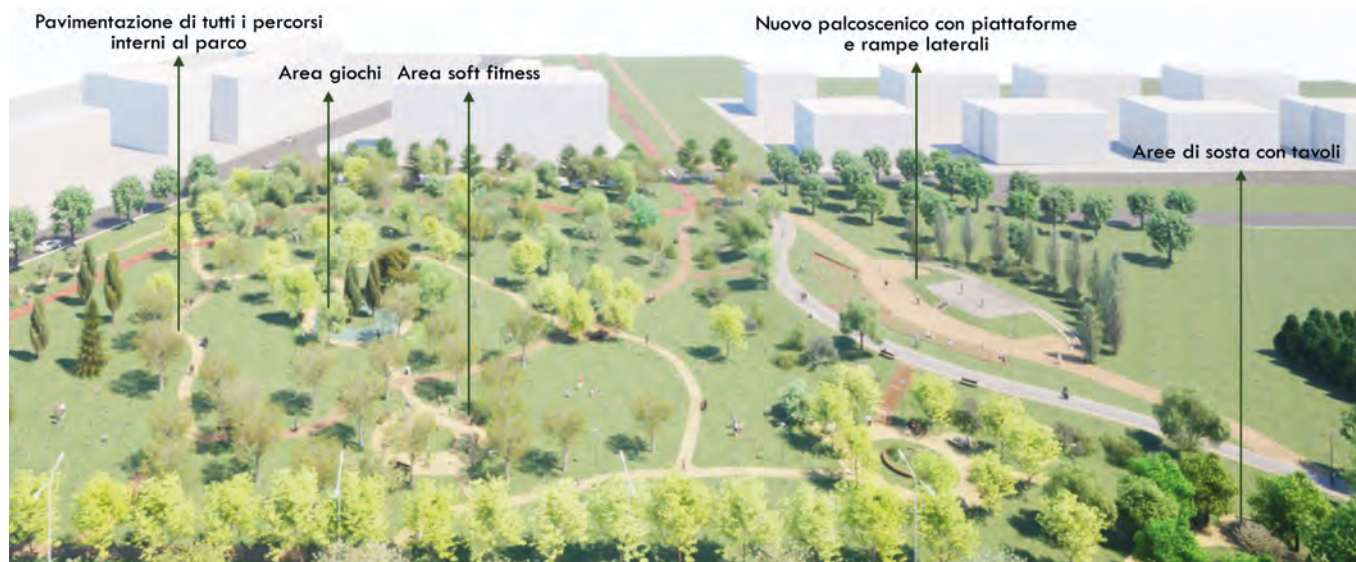 Pavimentazione di tutti i percorsi
interni al parco
Area giochi
Area soft fitness
Nuovo palcoscenico con piattaforme
e rampe laterali
Aree di sosta con tavoli